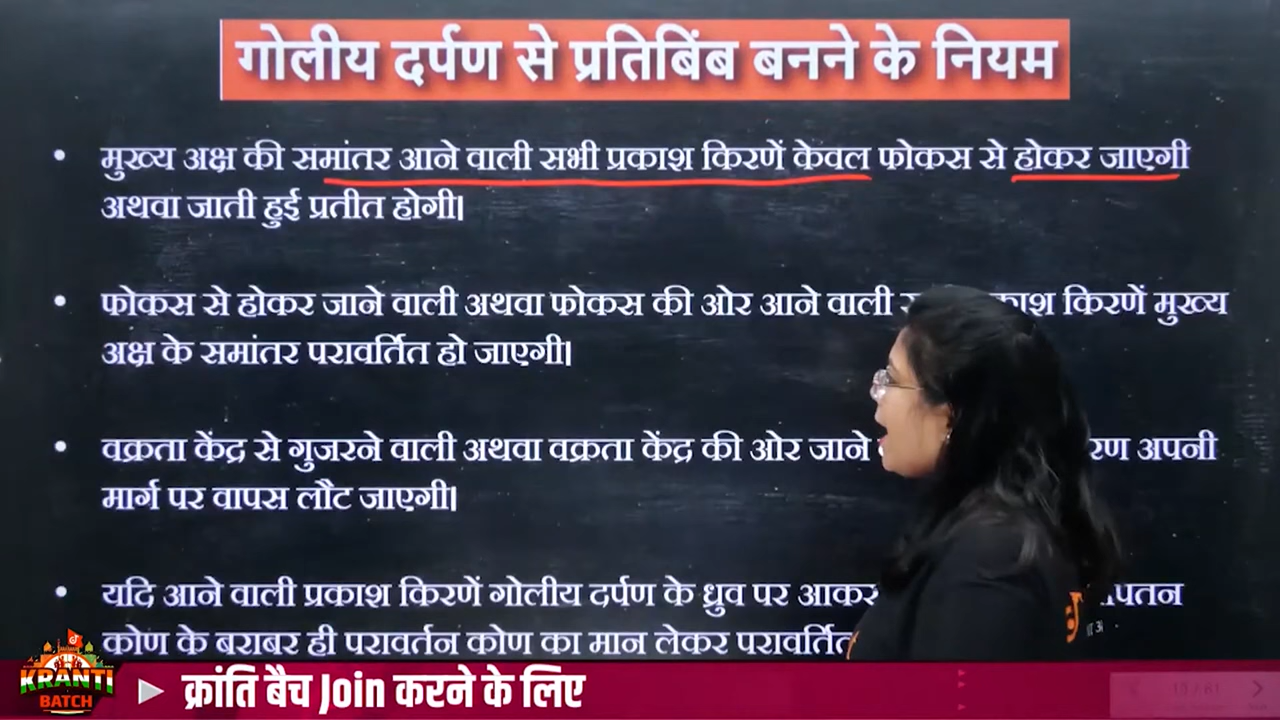 गोलीय दर्पण से प्रतिबिंब बनने के नियम
• मुख्य अक्ष की समांतर आने वाली सभी प्रकाश किरणें केवल फोकस से होकर जाएगी
अथवा जाती हुई प्रतीत होगी।
• फोकस से होकर जाने वाली अथवा फोकस की ओर आने वाली किरणें मुख्य
अक्ष के समांतर परावर्तित हो जाएगी।
• वक्रता केंद्र से गुजरने वाली अथवा वक्रता केंद्र की ओर जाने अपनी
मार्ग पर वापस लौट जाएगी।
• यदि आने वाली प्रकाश किरणें गोलीय दर्पण के ध्रुव पर आकर
कोण के बराबर ही परावर्तन कोण का मान लेकर परावर्तित
KRANTI
BATCH
क्रांति बैच Join करने के लिए